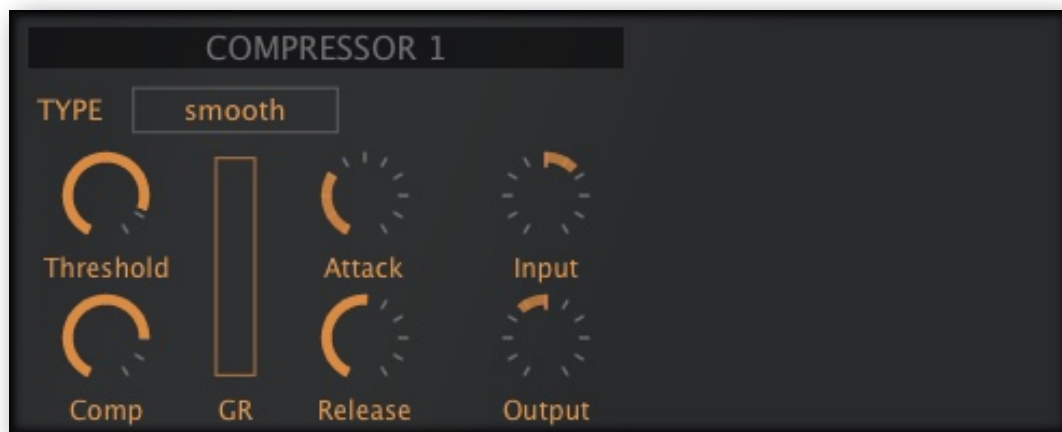 COMPRESSOR 1
TYPE smooth
Threshold Attack Input
Comp GR Release Output